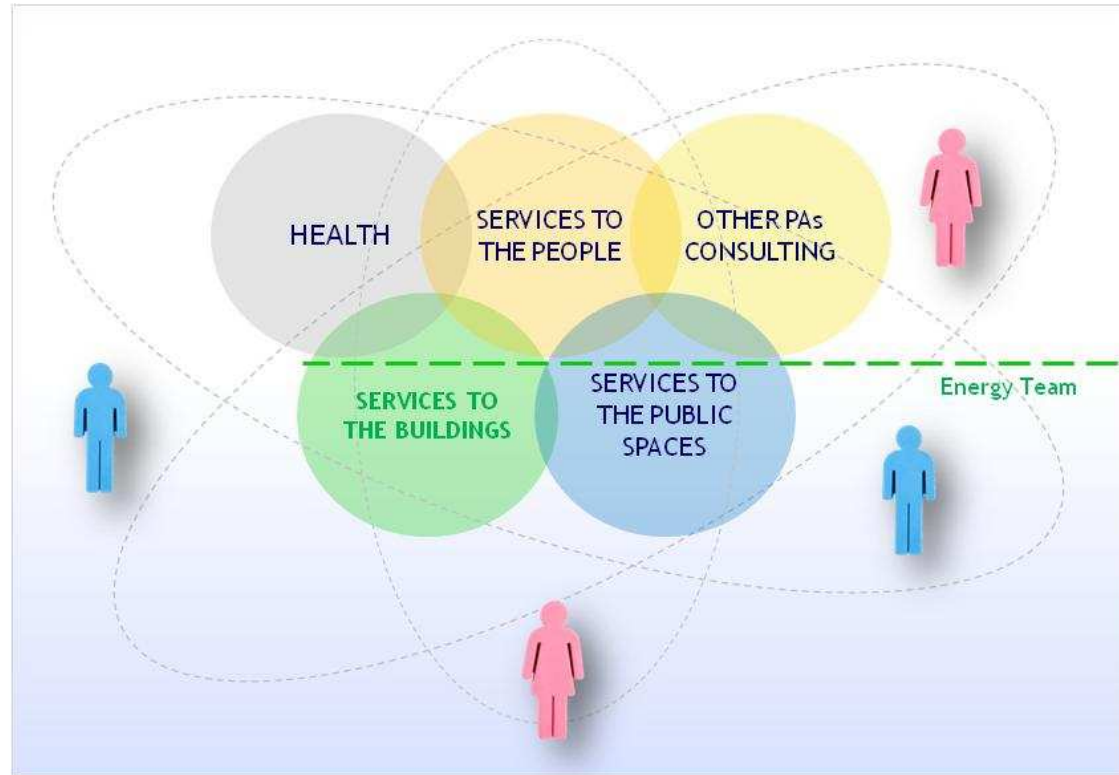 HEALTH
SERVICES TO
THE PEOPLE
OTHER PAs
CONSULTING
Energy Team
SERVICES TO
THE BUILDINGS
SERVICES TO
THE PUBLIC
SPACES